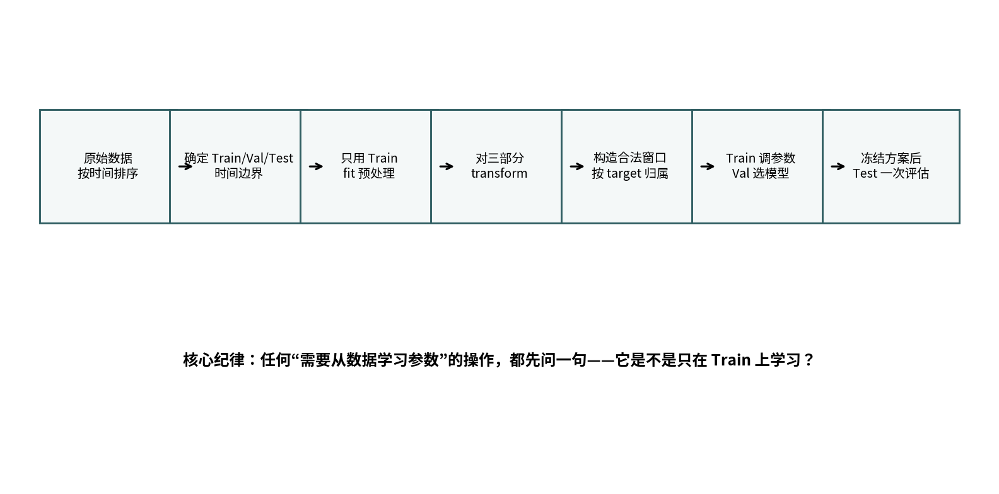 原始数据
按时间排序
确定 Train/Val/Test
时间边界
只用 Train
fit 预处理
对三部分
transform
构造合法窗口
按 target 归属
Train 调参数
Val 选模型
冻结方案后
Test 一次评估
核心纪律：任何“需要从数据学习参数”的操作，都先问一句——它是不是只在 Train 上学习？